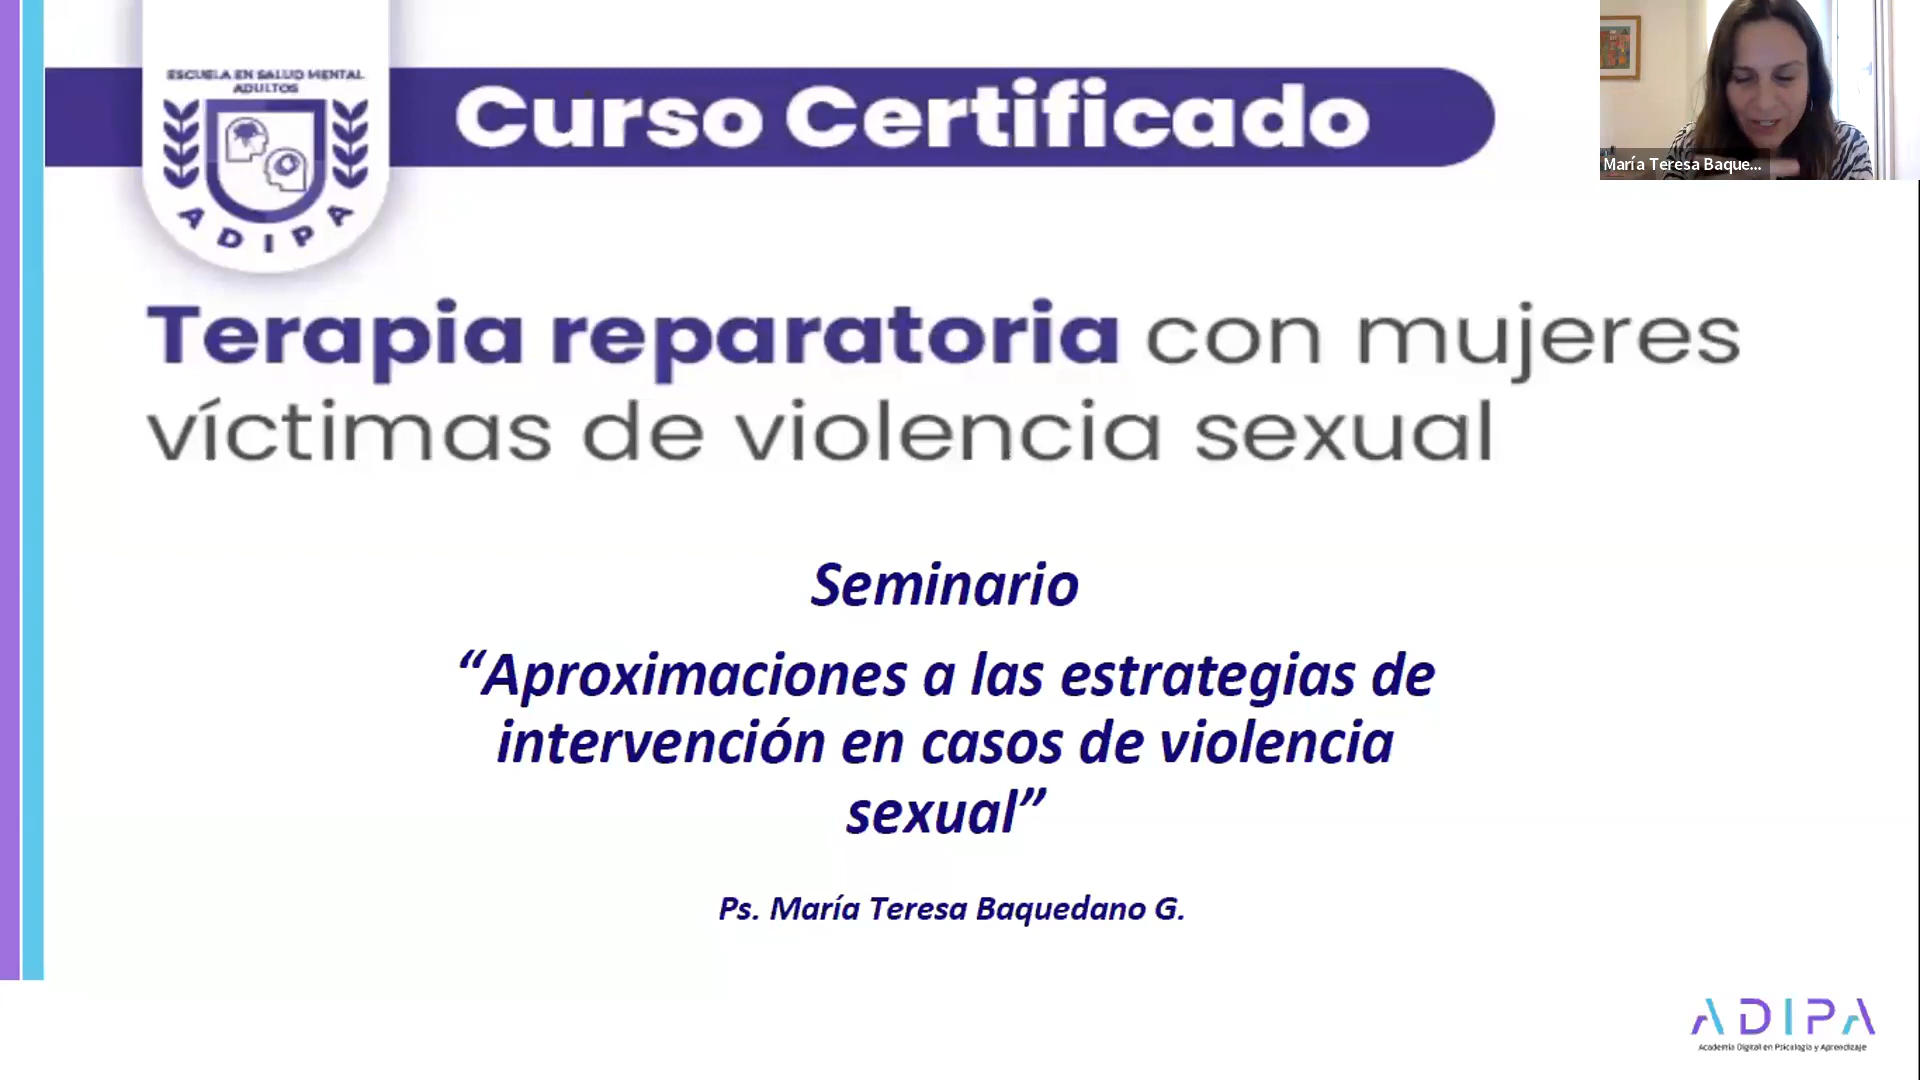 ESCUELA EN SALUD MENTAL
ADULTOS
ADIPA
Curso Certificado
María Teresa Baque...
Terapia reparatoria con mujeres
víctimas de violencia sexual
Seminario
“Aproximaciones a las estrategias de
intervención en casos de violencia
sexual”
Ps. María Teresa Baquedano G.
ADIPA
Academia Digital en Psicología y Aprendizaje